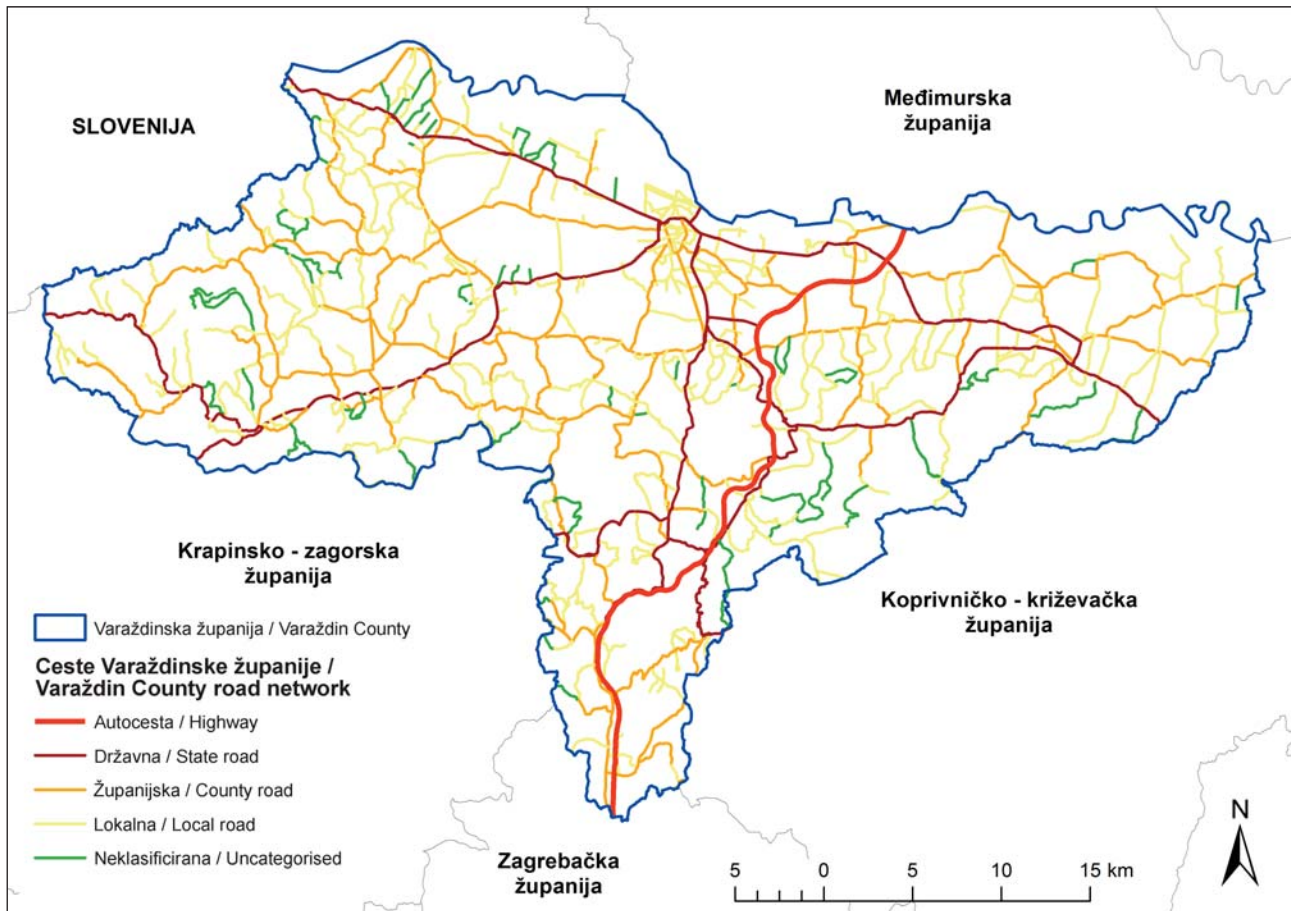 SLOVENIJA
Međimurska
županija
Krapinsko - zagorska
županija
Koprivničko - križevačka
županija
Zagrebačka
županija
Varaždinska županija / Varaždin County
Ceste Varaždinske županije /
Varaždin County road network
Autocesta / Highway
Državna / State road
Županijska / County road
Lokalna / Local road
Neklasificirana / Uncategorised
5 0 5 10 15 km
N